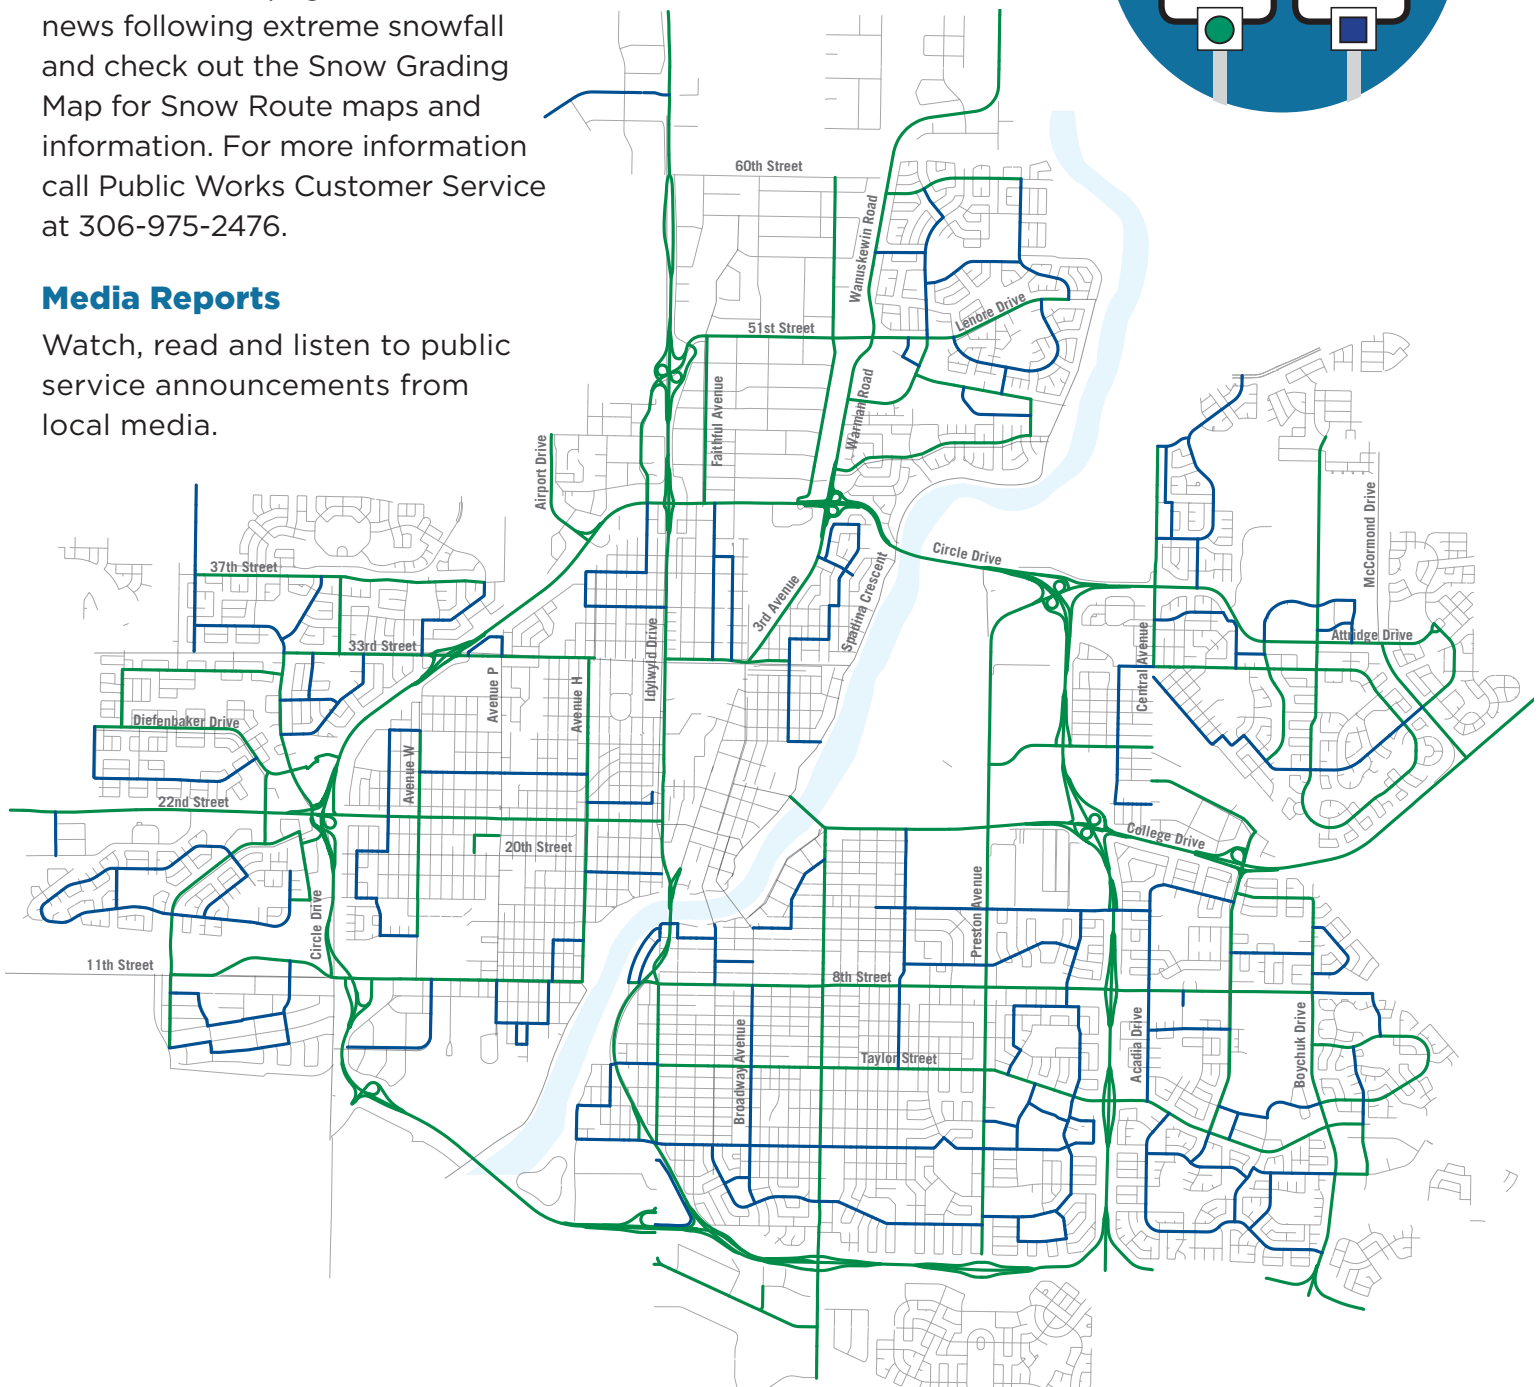 news following extreme snowfall
and check out the Snow Grading
Map for Snow Route maps and
information. For more information
call Public Works Customer Service
at 306-975-2476.
Media Reports
Watch, read and listen to public
service announcements from
local media.
60th Street
Wanuskewin Road
Lenore Drive
51st Street
Faithful Avenue
Warman Road
Airport Drive
McCormond Drive
Circle Drive
37th Street
3rd Avenue
Spadina Crescent
33rd Street
Idylwyld Drive
Attridge Drive
Central Avenue
Avenue P
Avenue H
Diefenbaker Drive
Avenue W
22nd Street
20th Street
College Drive
Circle Drive
Preston Avenue
11th Street
8th Street
Broadway Avenue
Taylor Street
Acadia Drive
Boychuk Drive